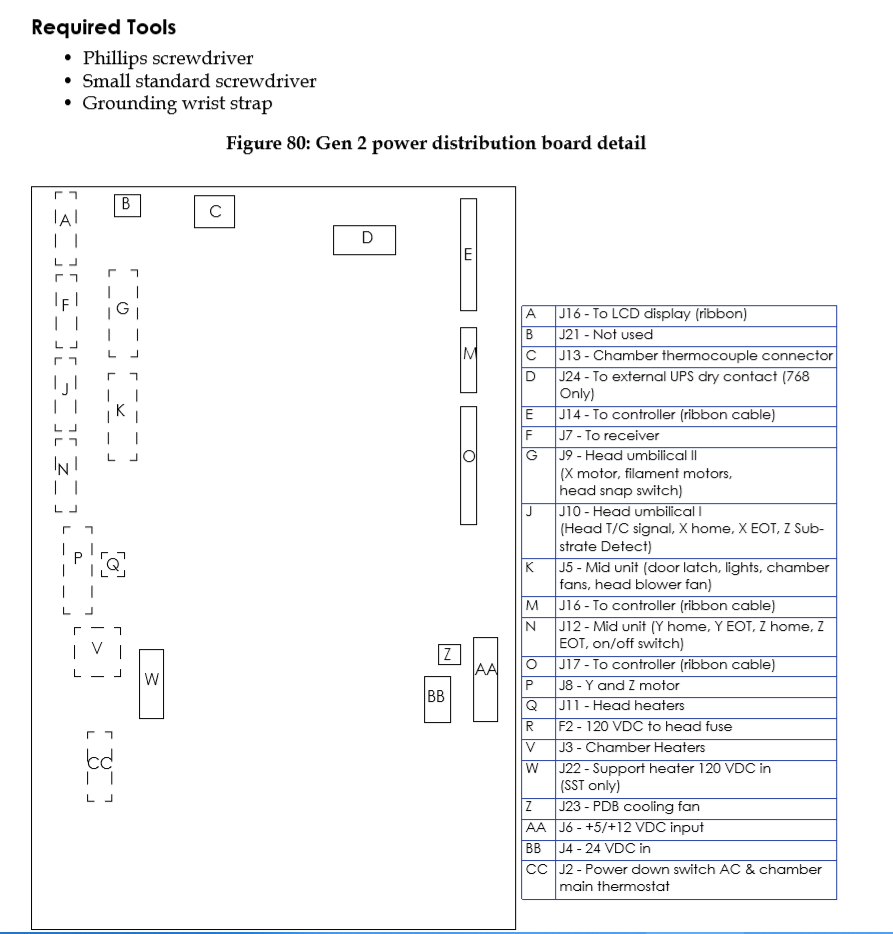 Required Tools
• Phillips screwdriver
• Small standard screwdriver
• Grounding wrist strap
Figure 80: Gen 2 power distribution board detail
A
B
C
D
E
F
G
J
K
M
N
O
P
Q
V
W
Z
AA
BB
CC
A J16 - To LCD display (ribbon)
B J21 - Not used
C J13 - Chamber thermocouple connector
D J24 - To external UPS dry contact (768
Only)
E J14 - To controller (ribbon cable)
F J7 - To receiver
G J9 - Head umbilical II
(X motor, filament motors,
head snap switch)
J J10 - Head umbilical I
(Head T/C signal, X home, X EOT, Z Sub-
strate Detect)
K J5 - Mid unit (door latch, lights, chamber
fans, head blower fan)
M J16 - To controller (ribbon cable)
N J12 - Mid unit (Y home, Y EOT, Z home, Z
EOT, on/off switch)
O J17 - To controller (ribbon cable)
P J8 - Y and Z motor
Q J11 - Head heaters
R F2 - 120 VDC to head fuse
V J3 - Chamber Heaters
W J22 - Support heater 120 VDC in
(SST only)
Z J23 - PDB cooling fan
AA J6 - +5/+12 VDC input
BB J4 - 24 VDC in
CC J2 - Power down switch AC & chamber
main thermostat